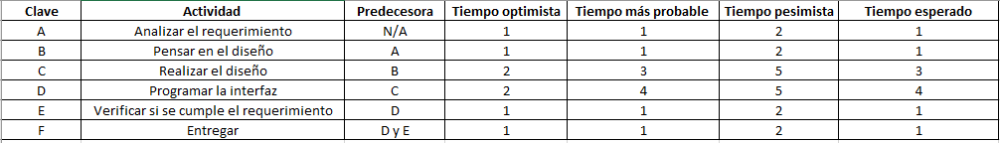 Clave Actividad Predecesora Tiempo optimista Tiempo más probable Tiempo pesimista Tiempo esperado
A Analizar el requerimiento N/A 1 1 2 1
B Pensar en el diseño A 1 1 2 1
C Realizar el diseño B 2 3 5 3
D Programar la interfaz C 2 4 5 4
E Verificar si se cumple el requerimiento D 1 1 2 1
F Entregar D y E 1 1 2 1